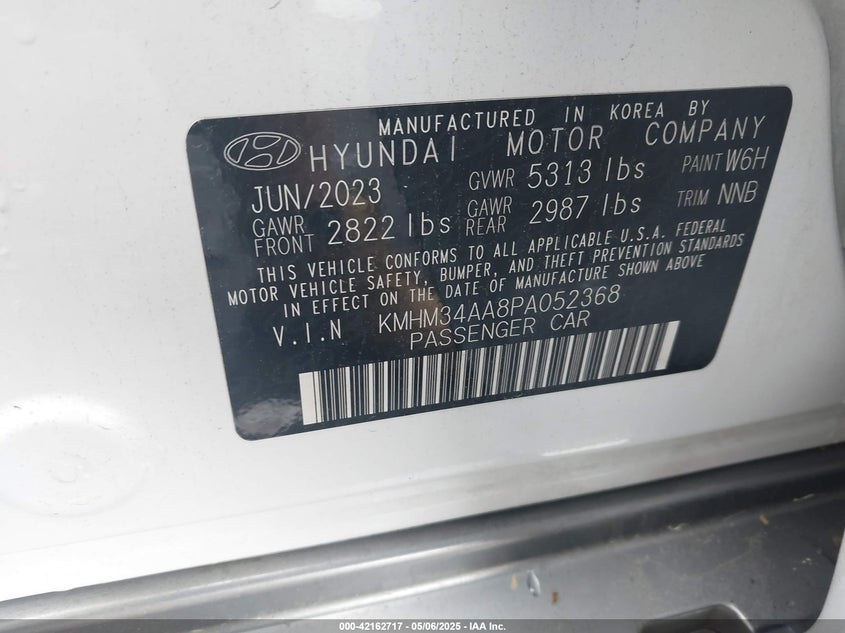 MANUFACTURED IN KOREA BY
HYUNDAI MOTOR COMPANY
JUN/2023 GVWR 5313 lbs PAINT W6H
GAWR FRONT 2822 lbs GAWR REAR 2987 lbs TRIM NNB
THIS VEHICLE CONFORMS TO ALL APPLICABLE U.S.A. FEDERAL
MOTOR VEHICLE SAFETY, BUMPER, AND THEFT PREVENTION STANDARDS
IN EFFECT ON THE DATE OF MANUFACTURE SHOWN ABOVE
V.I.N KMHM34AA8PA052368
PASSENGER CAR
000-42162717 - 05/06/2025 - IAA Inc.